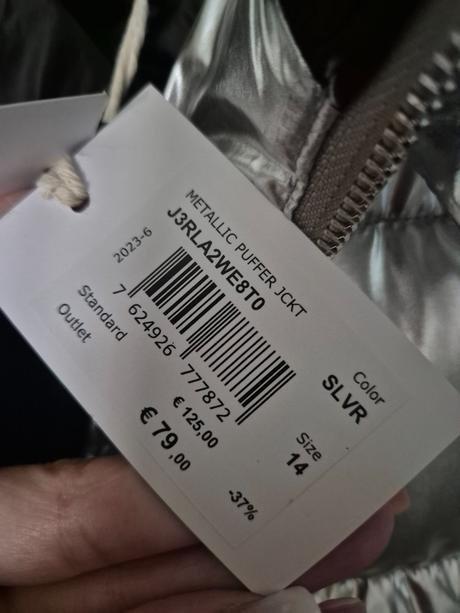 METALLIC PUFFER JCKT
J3RLA2WE8T0
2023-6
7 624926 777872
Standard
Outlet
€ 125,00
€ 79,00
-37%
Color
SLVR
Size
14